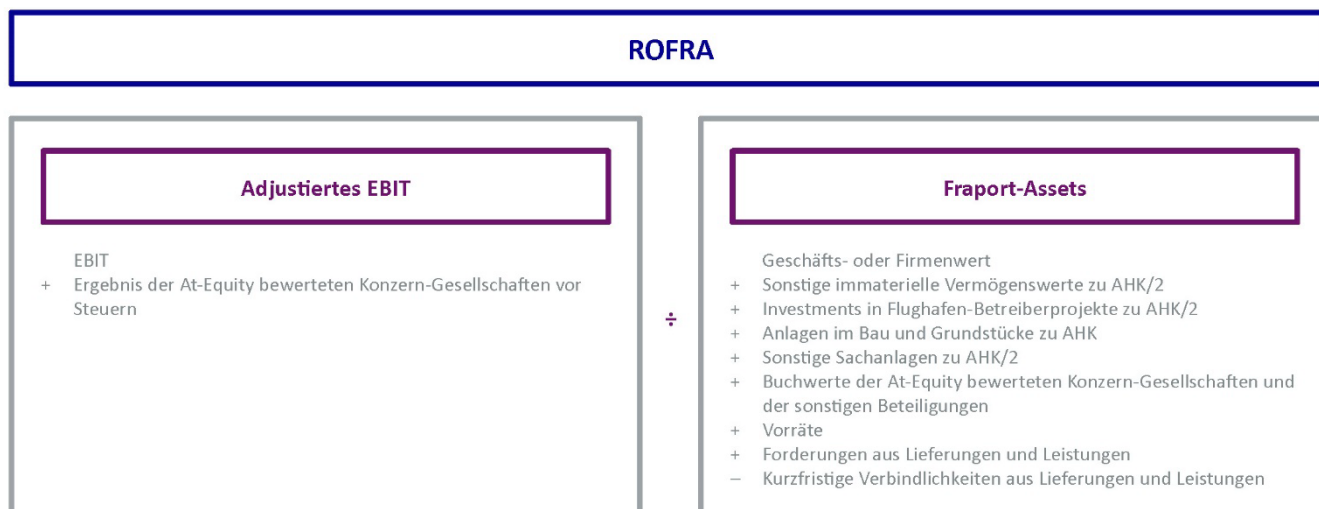 ROFRA
Adjustiertes EBIT
EBIT
+ Ergebnis der At-Equity bewerteten Konzern-Gesellschaften vor
Steuern
÷
Fraport-Assets
Geschäfts- oder Firmenwert
+ Sonstige immaterielle Vermögenswerte zu AHK/2
+ Investments in Flughafen-Betreiberprojekte zu AHK/2
+ Anlagen im Bau und Grundstücke zu AHK
+ Sonstige Sachanlagen zu AHK/2
+ Buchwerte der At-Equity bewerteten Konzern-Gesellschaften und
der sonstigen Beteiligungen
+ Vorräte
+ Forderungen aus Lieferungen und Leistungen
– Kurzfristige Verbindlichkeiten aus Lieferungen und Leistungen